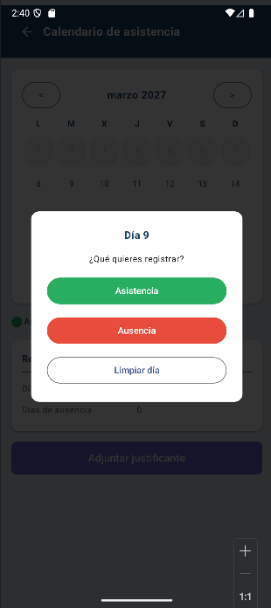 2:40
Calendario de asistencia
< marzo 2027 >
L M X J V S D
8 9 10 11 12 13 14
Día 9
¿Qué quieres registrar?
Asistencia
Ausencia
Limpiar día
Días de ausencia 0
Adjuntar justificante
1:1